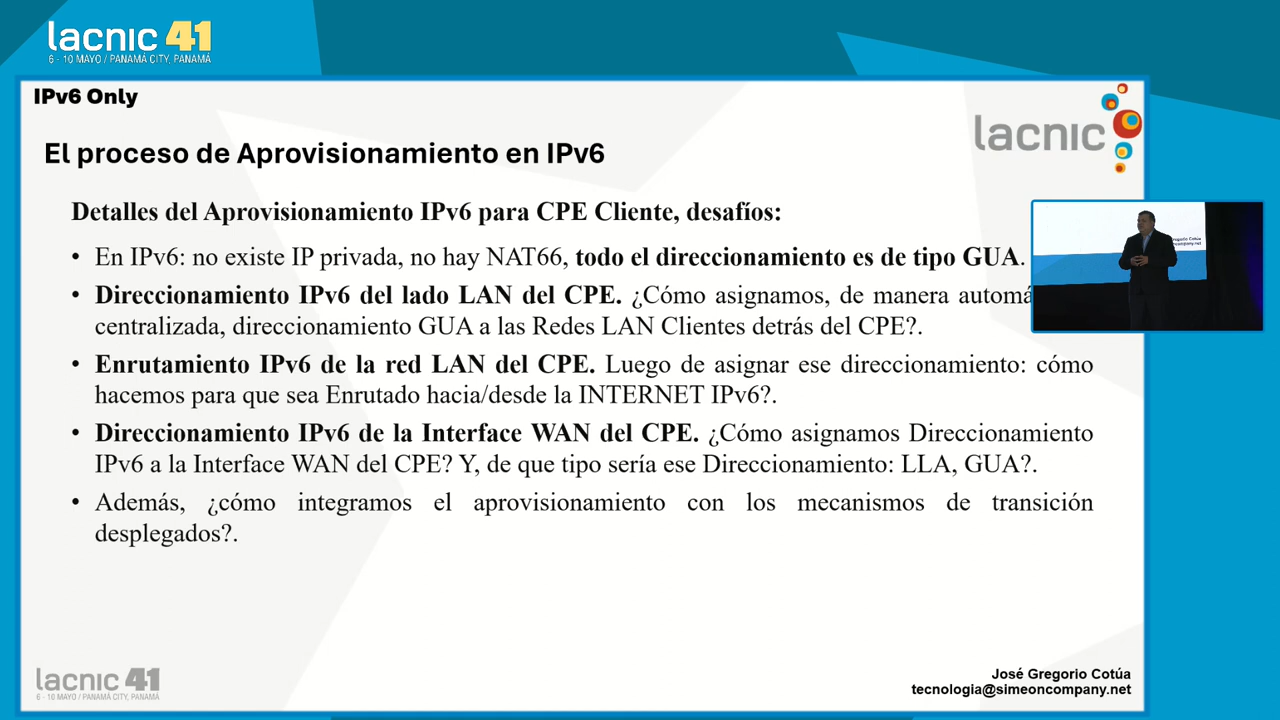 lacnic 41
6 - 10 MAYO / PANAMÁ CITY, PANAMÁ
IPv6 Only
lacnic
El proceso de Aprovisionamiento en IPv6
Detalles del Aprovisionamiento IPv6 para CPE Cliente, desafíos:
• En IPv6: no existe IP privada, no hay NAT66, todo el direccionamiento es de tipo GUA.
• Direccionamiento IPv6 del lado LAN del CPE. ¿Cómo asignamos, de manera
centralizada, direccionamiento GUA a las Redes LAN Clientes detrás del CPE?.
• Enrutamiento IPv6 de la red LAN del CPE. Luego de asignar ese direccionamiento: cómo
hacemos para que sea Enrutado hacia/desde la INTERNET IPv6?.
• Direccionamiento IPv6 de la Interface WAN del CPE. ¿Cómo asignamos Direccionamiento
IPv6 a la Interface WAN del CPE? Y, de que tipo sería ese Direccionamiento: LLA, GUA?.
• Además, ¿cómo integramos el aprovisionamiento con los mecanismos de transición
desplegados?.
lacnic 41
6 - 10 MAYO / PANAMÁ CITY, PANAMÁ
José Gregorio Cotúa
tecnologia@simeoncompany.net